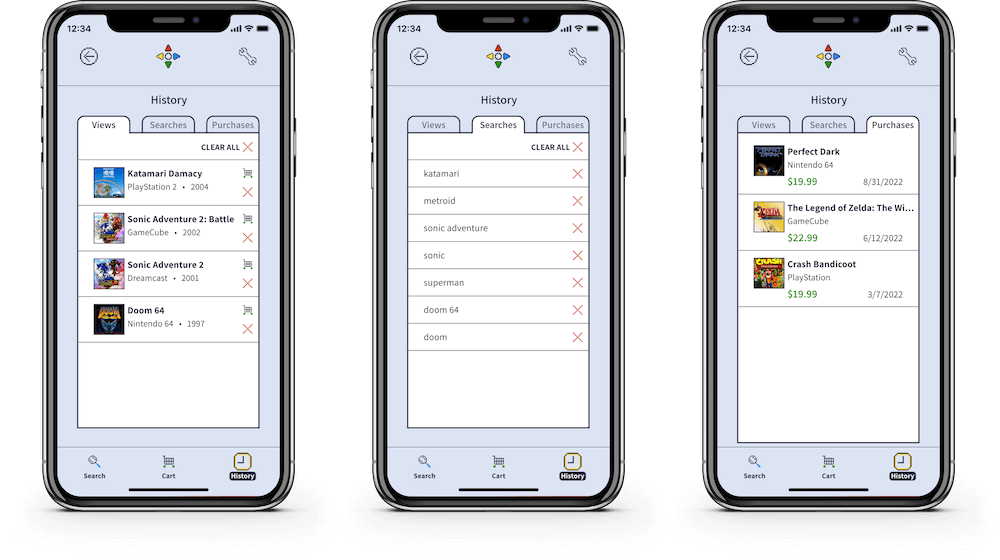 12:34
History
Views Searches Purchases
CLEAR ALL
Katamari Damacy
PlayStation 2 • 2004
Sonic Adventure 2: Battle
GameCube • 2002
Sonic Adventure 2
Dreamcast • 2001
Doom 64
Nintendo 64 • 1997
Search Cart History
12:34
History
Views Searches Purchases
CLEAR ALL
katamari
metroid
sonic adventure
sonic
superman
doom 64
doom
Search Cart History
12:34
History
Views Searches Purchases
Perfect Dark
Nintendo 64
$19.99 8/31/2022
The Legend of Zelda: The Wi...
GameCube
$22.99 6/12/2022
Crash Bandicoot
PlayStation
$19.99 3/7/2022
Search Cart History